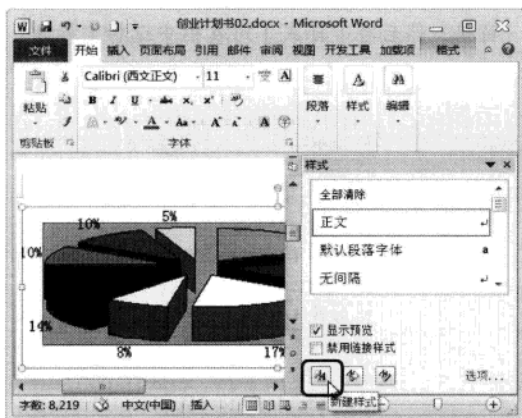 创业计划书02.docx - Microsoft Word
文件 开始 插入 页面布局 引用 邮件 审阅 视图 开发工具 加载项 格式
Calibri (西文正文) 11
粘贴 段落 样式 编辑
剪贴板 字体
样式
全部清除
正文
默认段落字体 a
无间隔
5%
10%
10%
14%
8%
17%
显示预览
禁用链接样式
选项...
新建样式
字数: 8,219 中文(中国) 插入